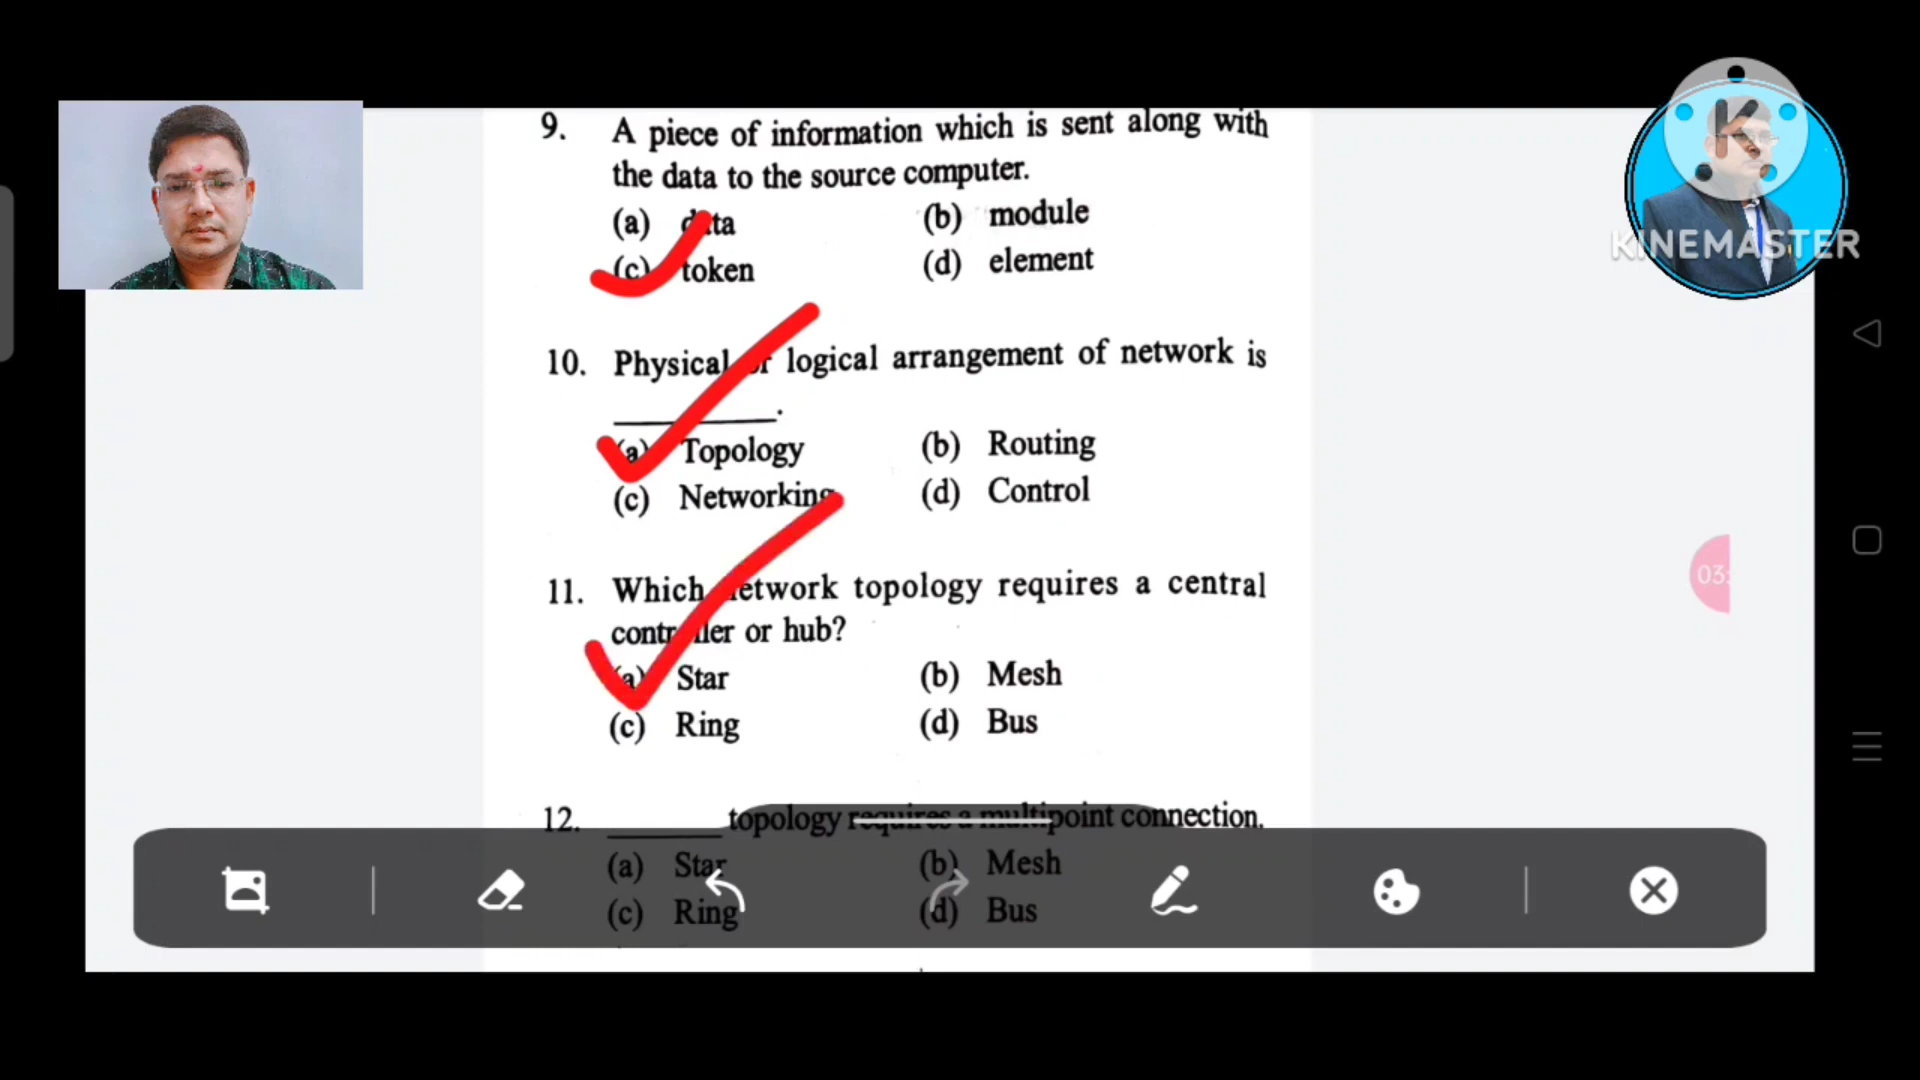 9. A piece of information which is sent along with
the data to the source computer.
(a) data (b) module
(c) token (d) element
10. Physical or logical arrangement of network is
__________.
(a) Topology (b) Routing
(c) Networking (d) Control
11. Which network topology requires a central
controller or hub?
(a) Star (b) Mesh
(c) Ring (d) Bus
12. _______ topology requires a multipoint connection.
(a) Star (b) Mesh
(c) Ring (d) Bus
KINEMASTER
K